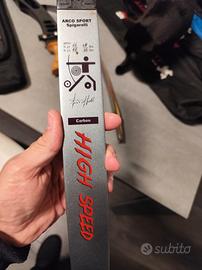 ARCO SPORT
Spigarelli
Carbon
HIGH SPEED
subito